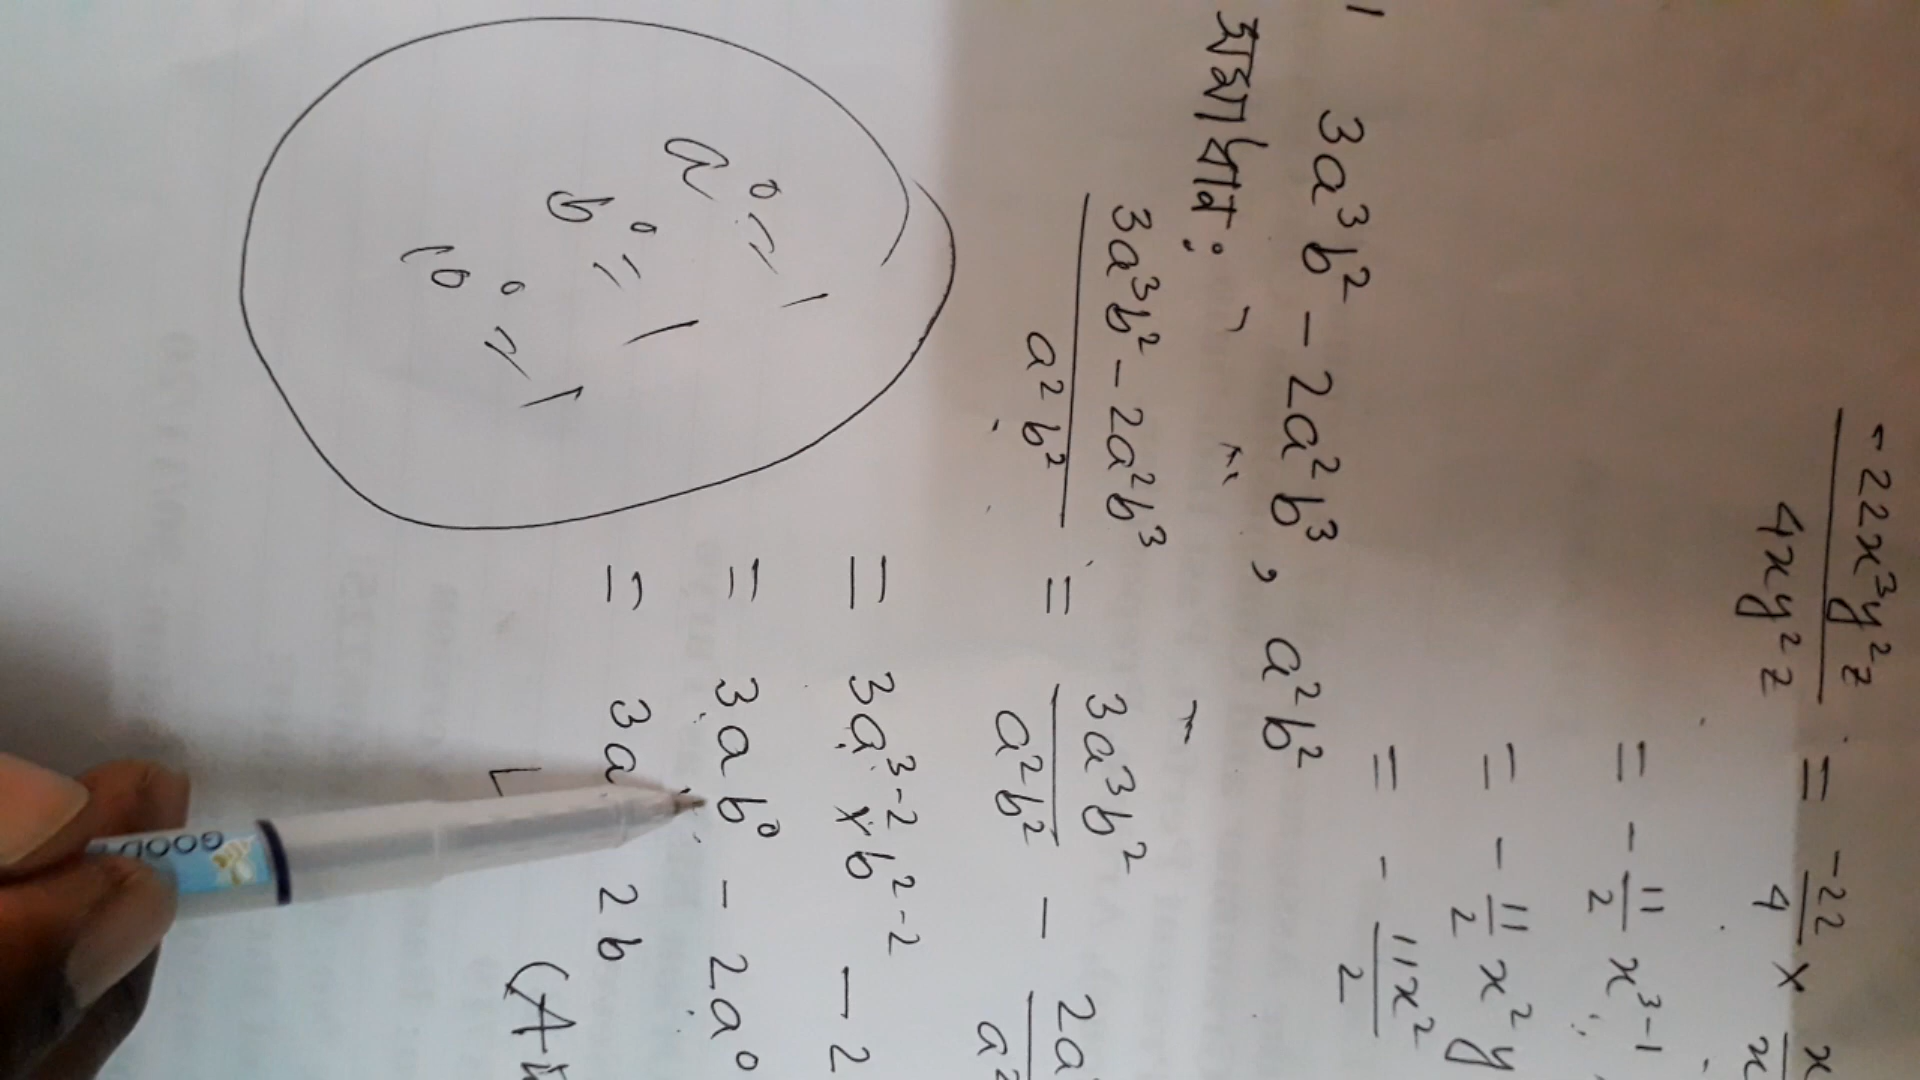 -22x³y²z / 4xy²z = -22/4 × x
= -11/2 x³⁻¹
= -11/2 x²y
= - 11x²/2
3a³b² - 2a²b³, a²b²
সমাধান:
3a³b² - 2a²b³ / a²b² = 3a³b² / a²b² - 2a
= 3a³⁻² × b²⁻² - 2
= 3ab⁰ - 2a⁰
= 3a 2b
a⁰ = 1
b⁰ = 1
10⁰ = 1
GOOD